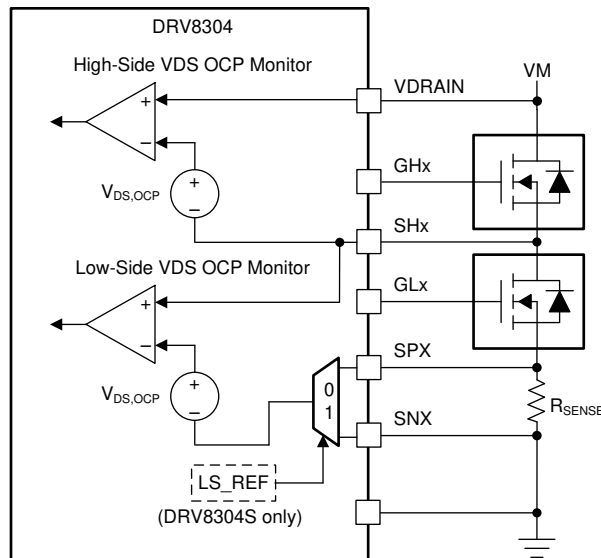 DRV8304
High-Side VDS OCP Monitor
VDRAIN
VM
+
−
+
−
V_DS,OCP
GHx
SHx
Low-Side VDS OCP Monitor
+
−
GLx
+
−
V_DS,OCP
SPX
0
1
SNX
R_SENSE
LS_REF
(DRV8304S only)